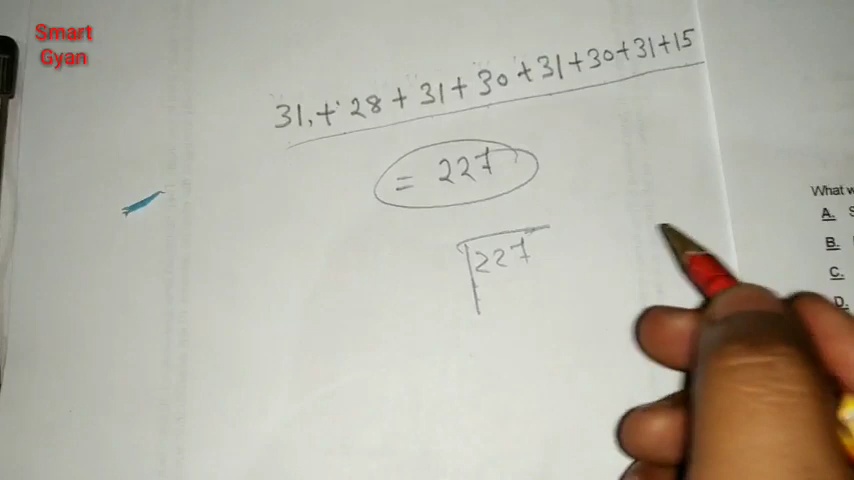 Smart
Gyan
31 + 28 + 31 + 30 + 31 + 30 + 31 + 15
= 227
227
What
A. S
B.
C.
D.